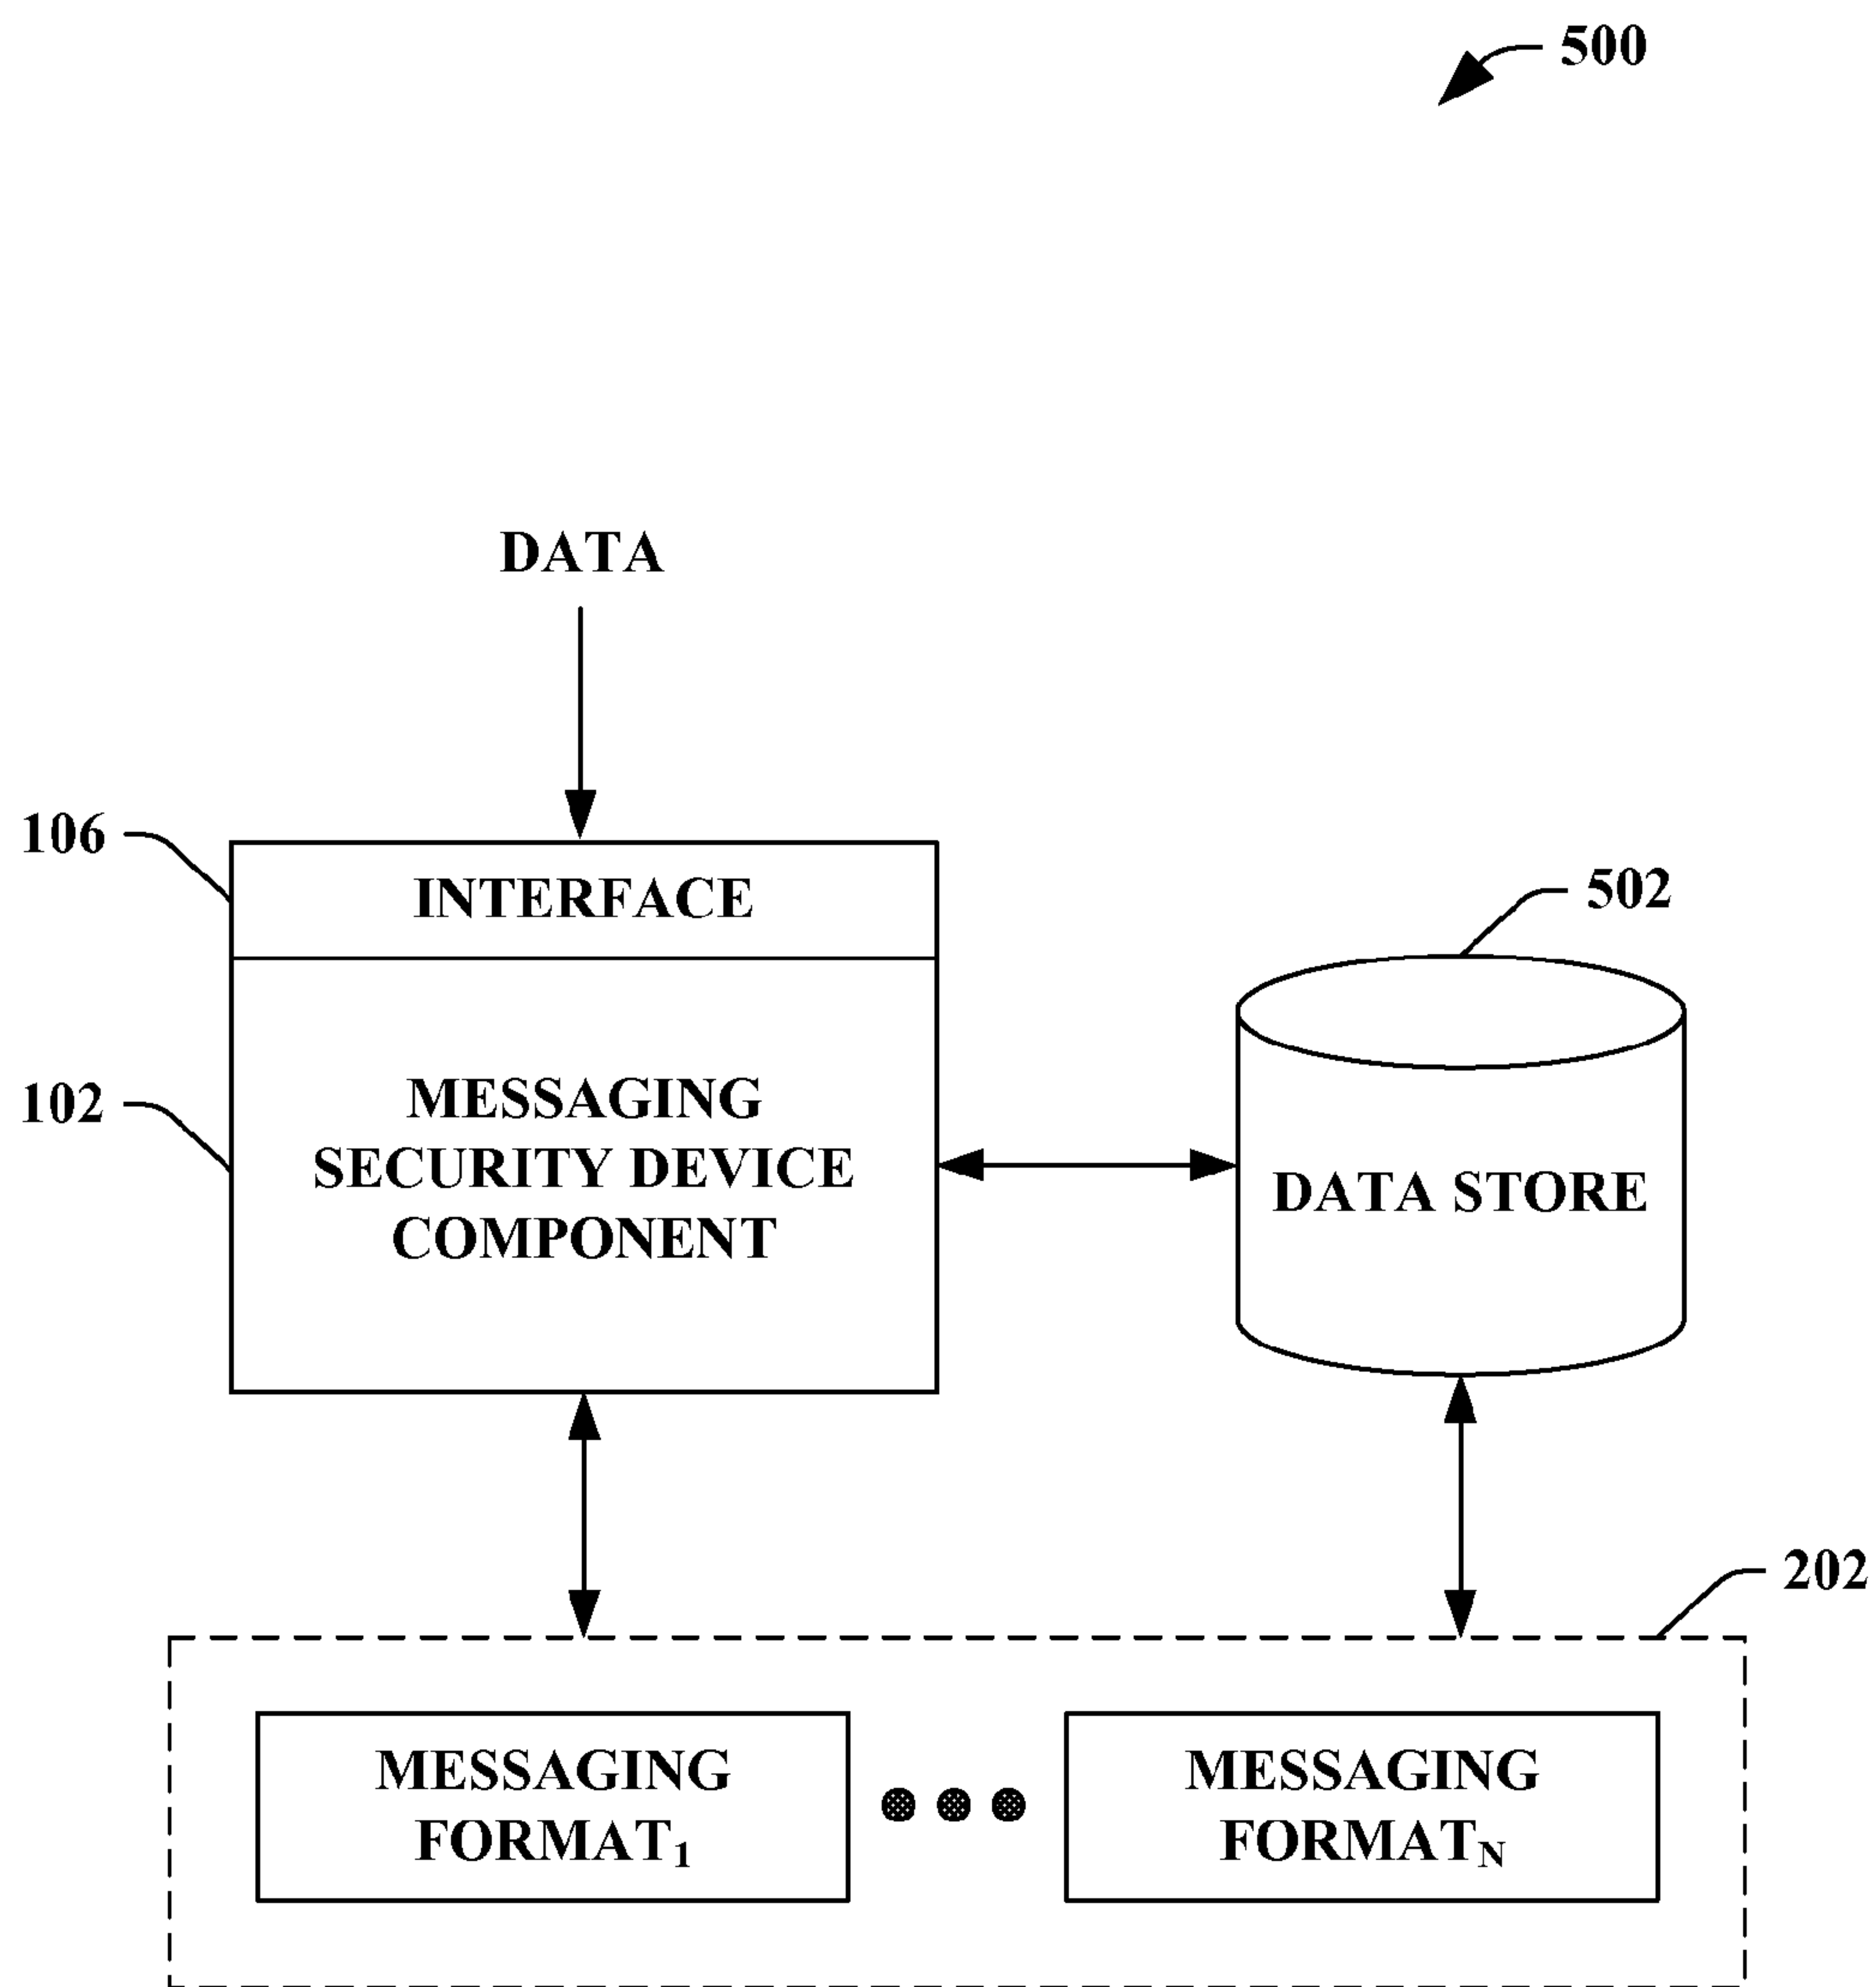 500
DATA
106
INTERFACE
502
102
MESSAGING
SECURITY DEVICE
COMPONENT
DATA STORE
202
MESSAGING
FORMAT₁
MESSAGING
FORMATN